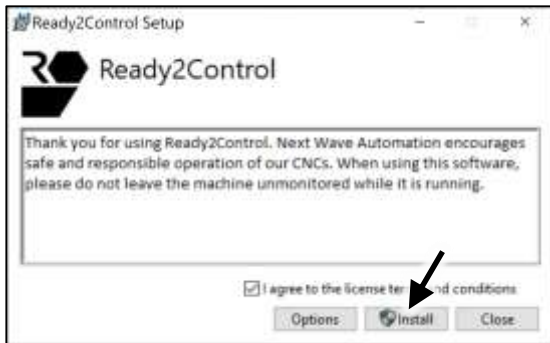 Ready2Control Setup
Ready2Control
Thank you for using Ready2Control. Next Wave Automation encourages
safe and responsible operation of our CNCs. When using this software,
please do not leave the machine unmonitored while it is running.
I agree to the license conditions
Options Install Close